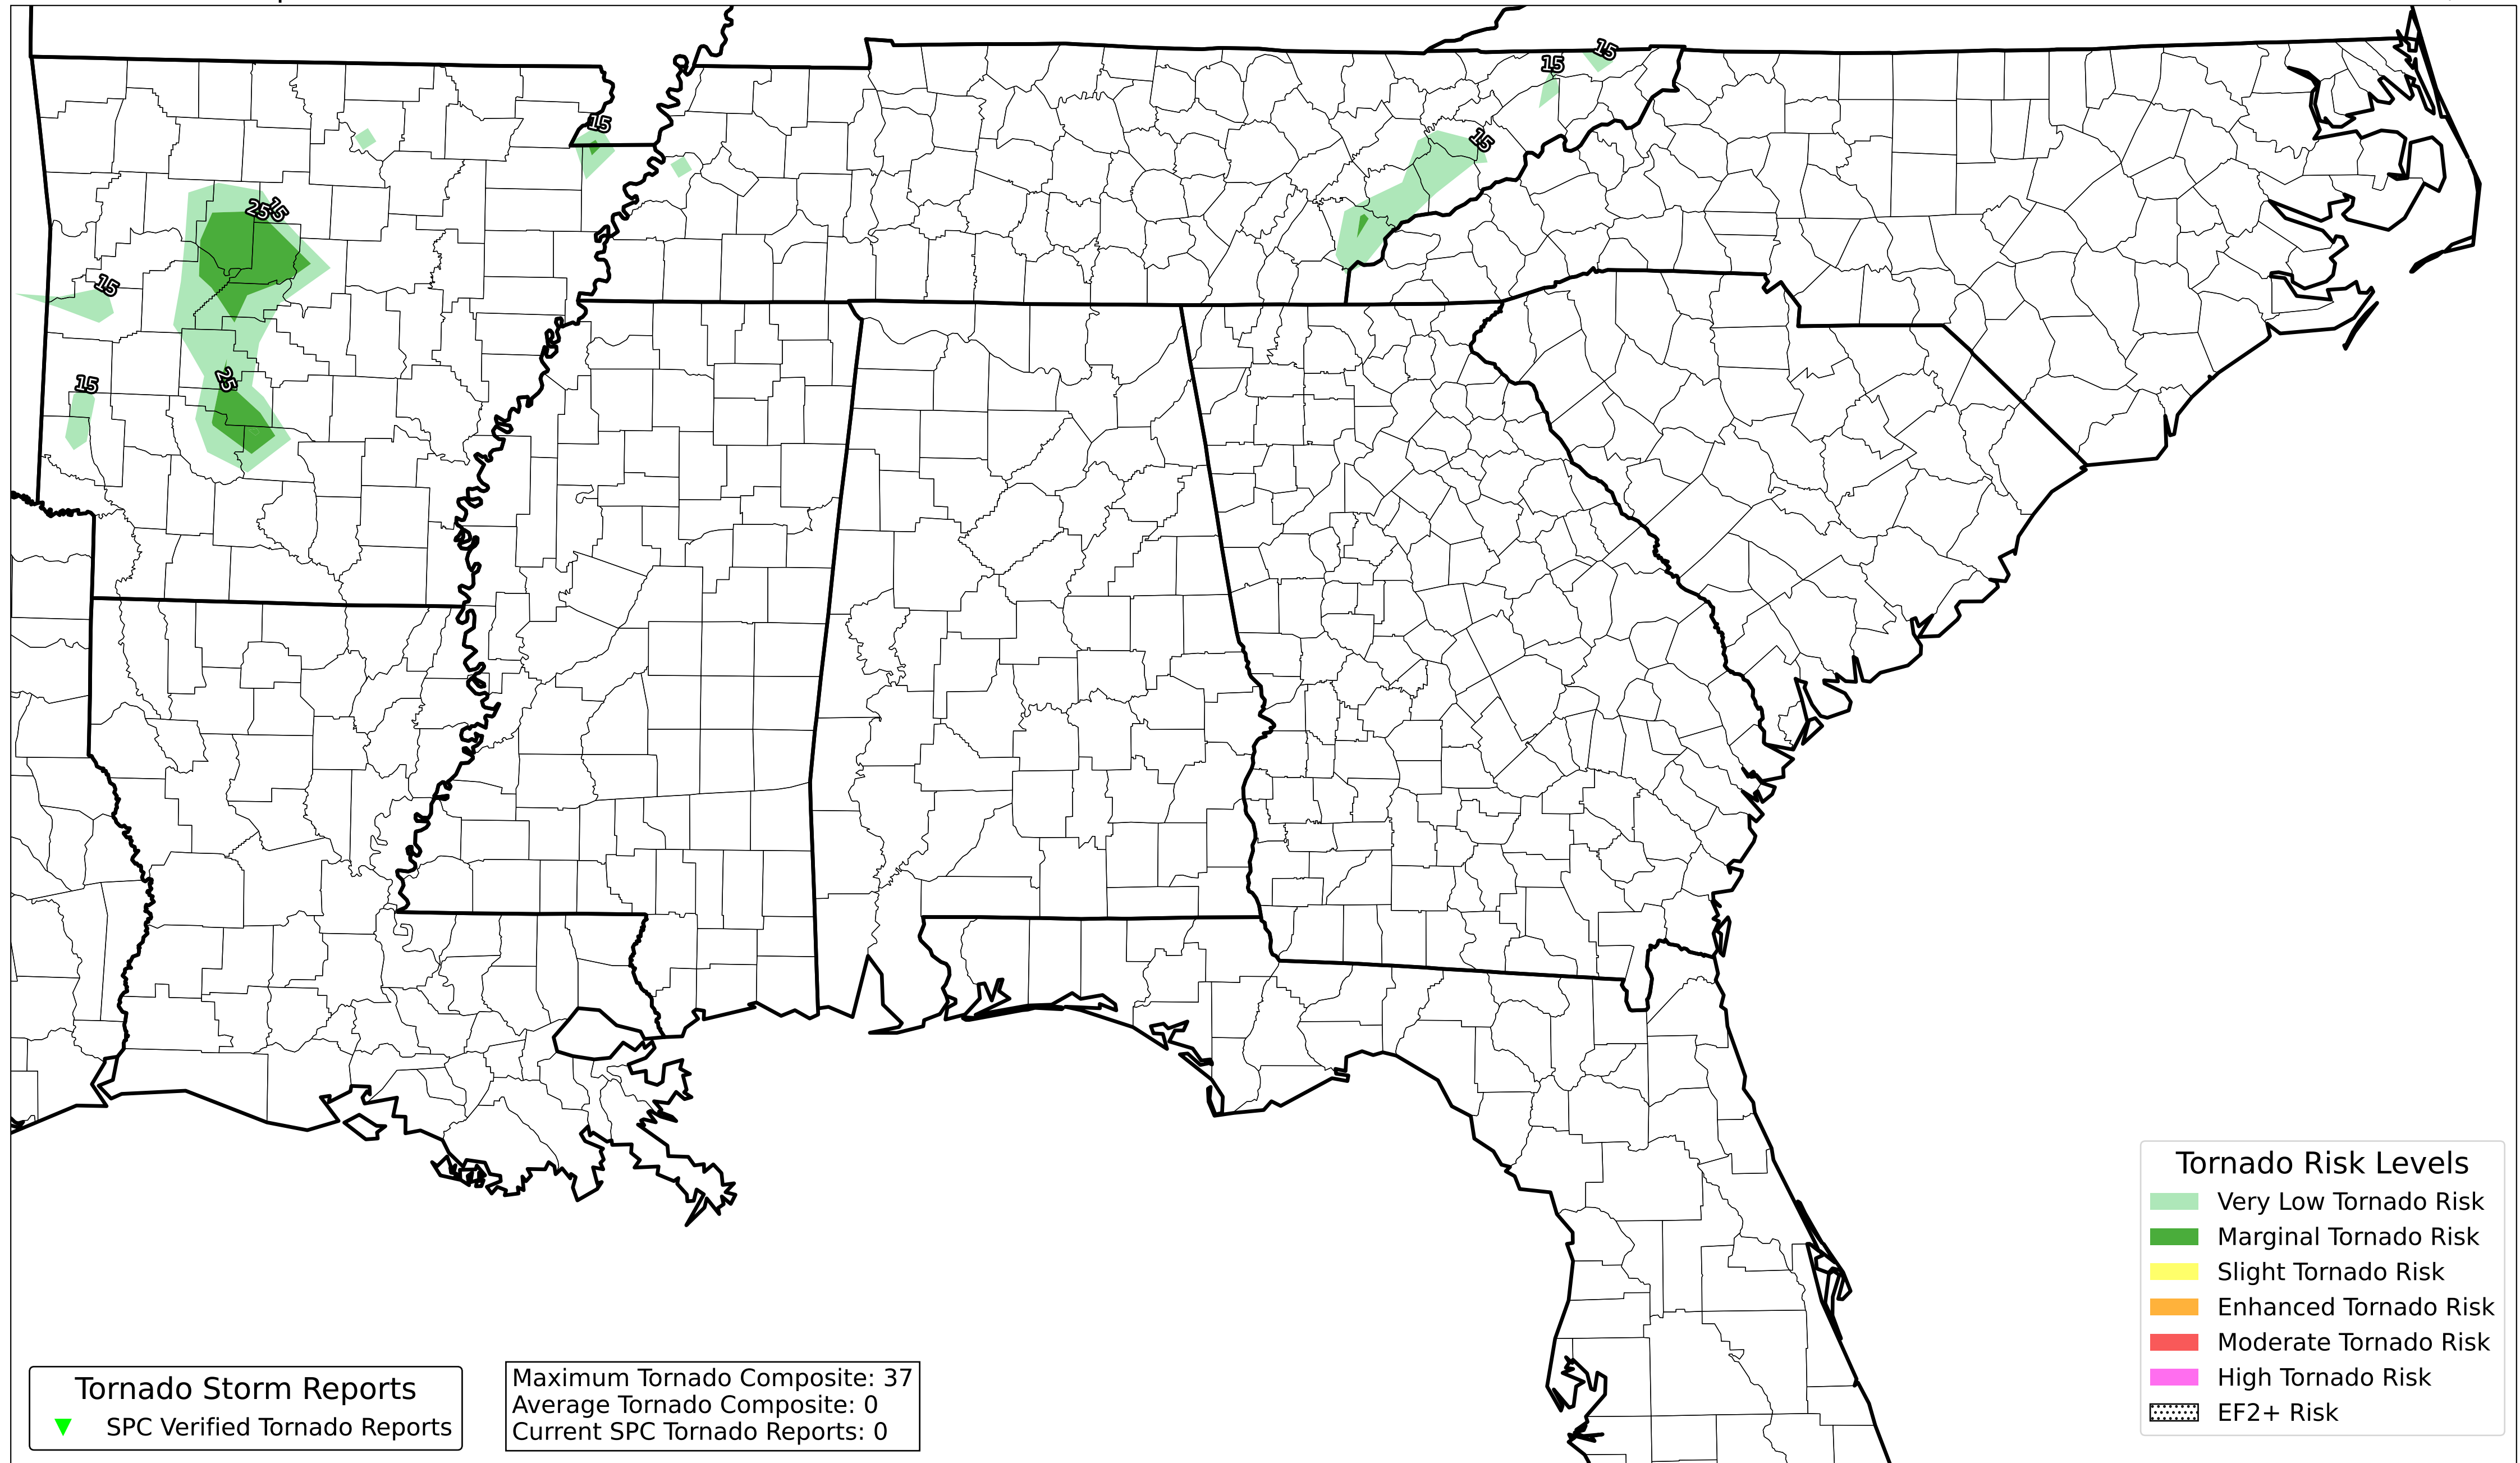 15
15
15
15
25
15
15
15
25
Tornado Risk Levels
Very Low Tornado Risk
Marginal Tornado Risk
Slight Tornado Risk
Enhanced Tornado Risk
Moderate Tornado Risk
High Tornado Risk
EF2+ Risk
Tornado Storm Reports
SPC Verified Tornado Reports
Maximum Tornado Composite: 37
Average Tornado Composite: 0
Current SPC Tornado Reports: 0